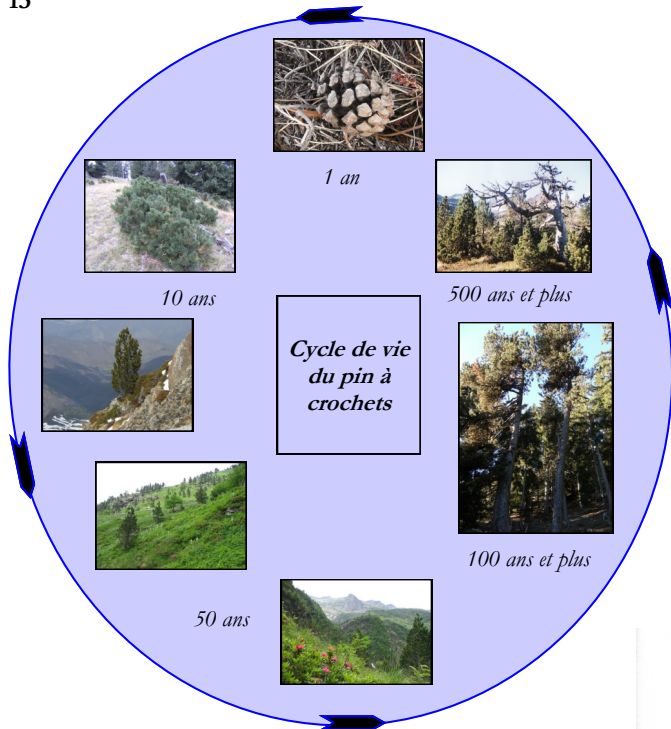 13
1 an
10 ans
500 ans et plus
Cycle de vie
du pin à
crochets
100 ans et plus
50 ans